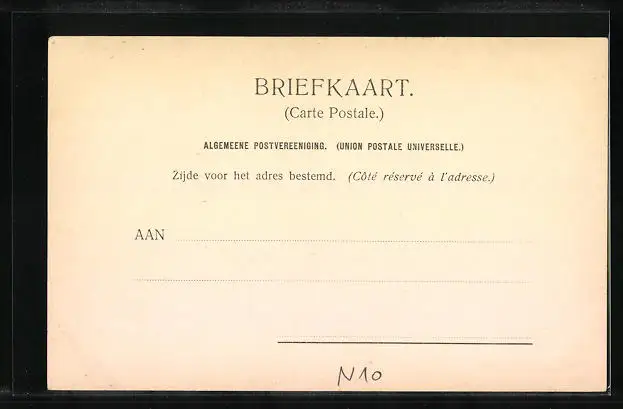 BRIEFKAART.
(Carte Postale.)
ALGEMEENE POSTVEREENIGING. (UNION POSTALE UNIVERSELLE.)
Zijde voor het adres bestemd. (Côté réservé à l'adresse.)
AAN
N10